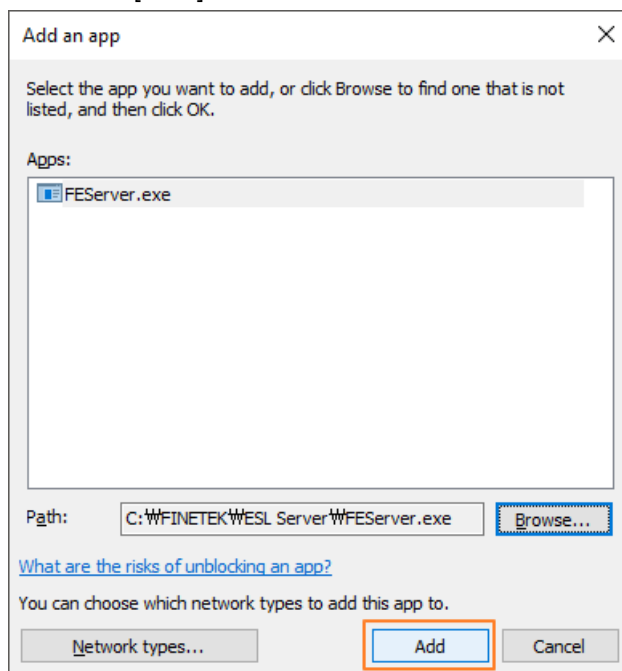 Add an app
Select the app you want to add, or click Browse to find one that is not
listed, and then click OK.
Apps:
FEServer.exe
Path: C:₩FINETEK₩ESL Server₩FEServer.exe Browse...
What are the risks of unblocking an app?
You can choose which network types to add this app to.
Network types... Add Cancel